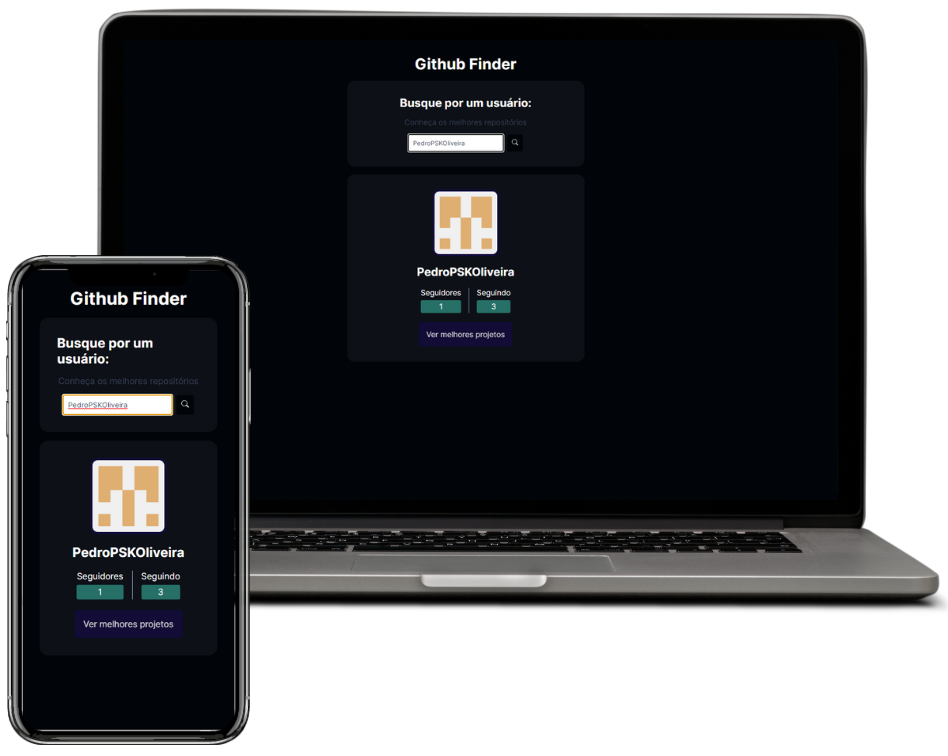 Github Finder
Busque por um usuário:
Conheça os melhores repositórios
PedroPSKOliveira
PedroPSKOliveira
Seguidores
Seguindo
1
3
Ver melhores projetos
Github Finder
Busque por um
usuário:
Conheça os melhores repositórios
PedroPSKOliveira
PedroPSKOliveira
Seguidores
Seguindo
1
3
Ver melhores projetos